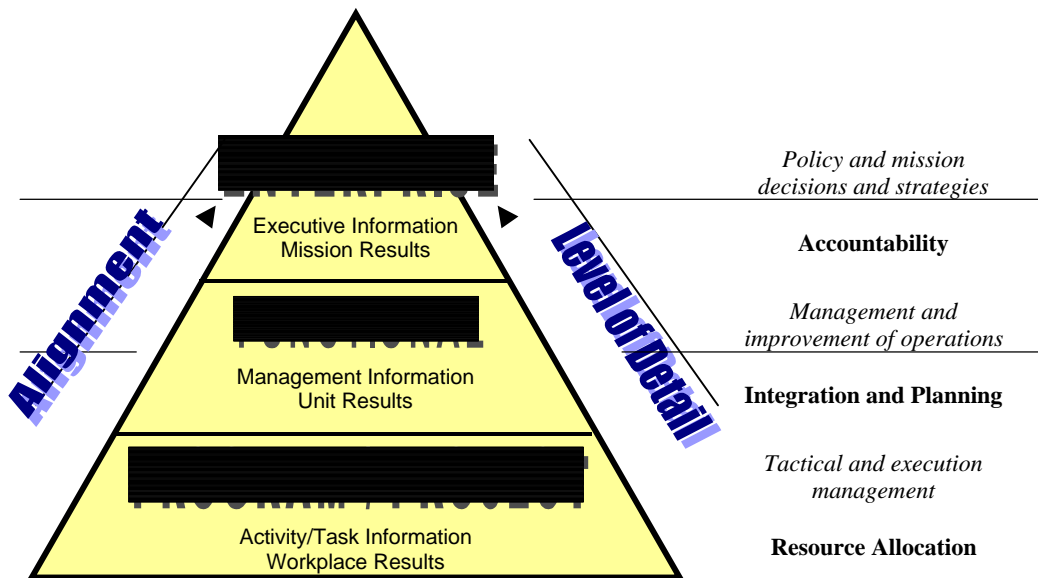 Policy and mission
decisions and strategies
Executive Information
Mission Results
Accountability
Alignment
Level of Detail
Management and
improvement of operations
Management Information
Unit Results
Integration and Planning
Tactical and execution
management
Activity/Task Information
Workplace Results
Resource Allocation